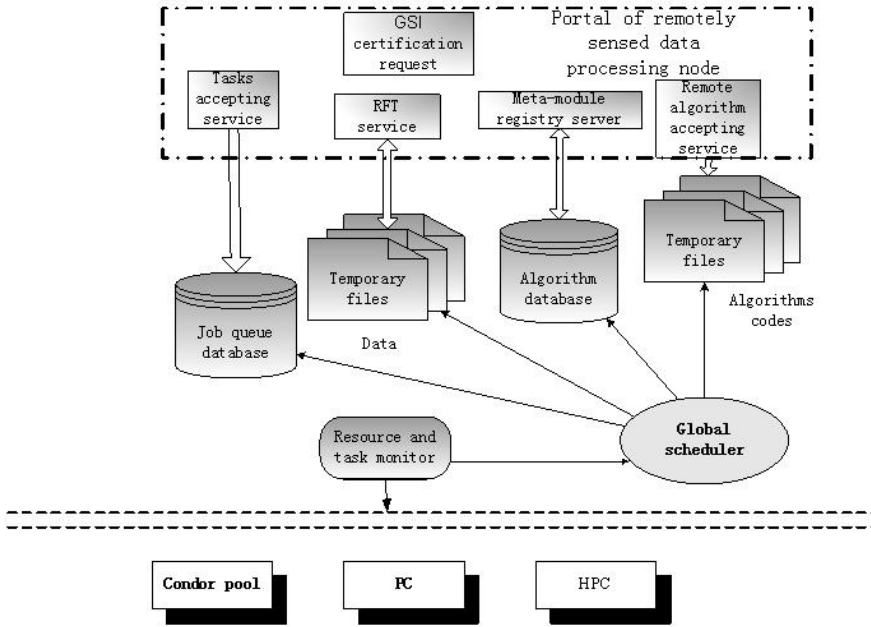 GSI
certification
request
Portal of remotely
sensed data
processing node
Tasks
accepting
service
RFT
service
Meta-module
registry server
Remote
algorithm
accepting
service
Temporary
files
Algorithm
database
Temporary
files
Job queue
database
Data
Algorithms
codes
Resource and
task monitor
Global
scheduler
Condor pool
PC
HPC